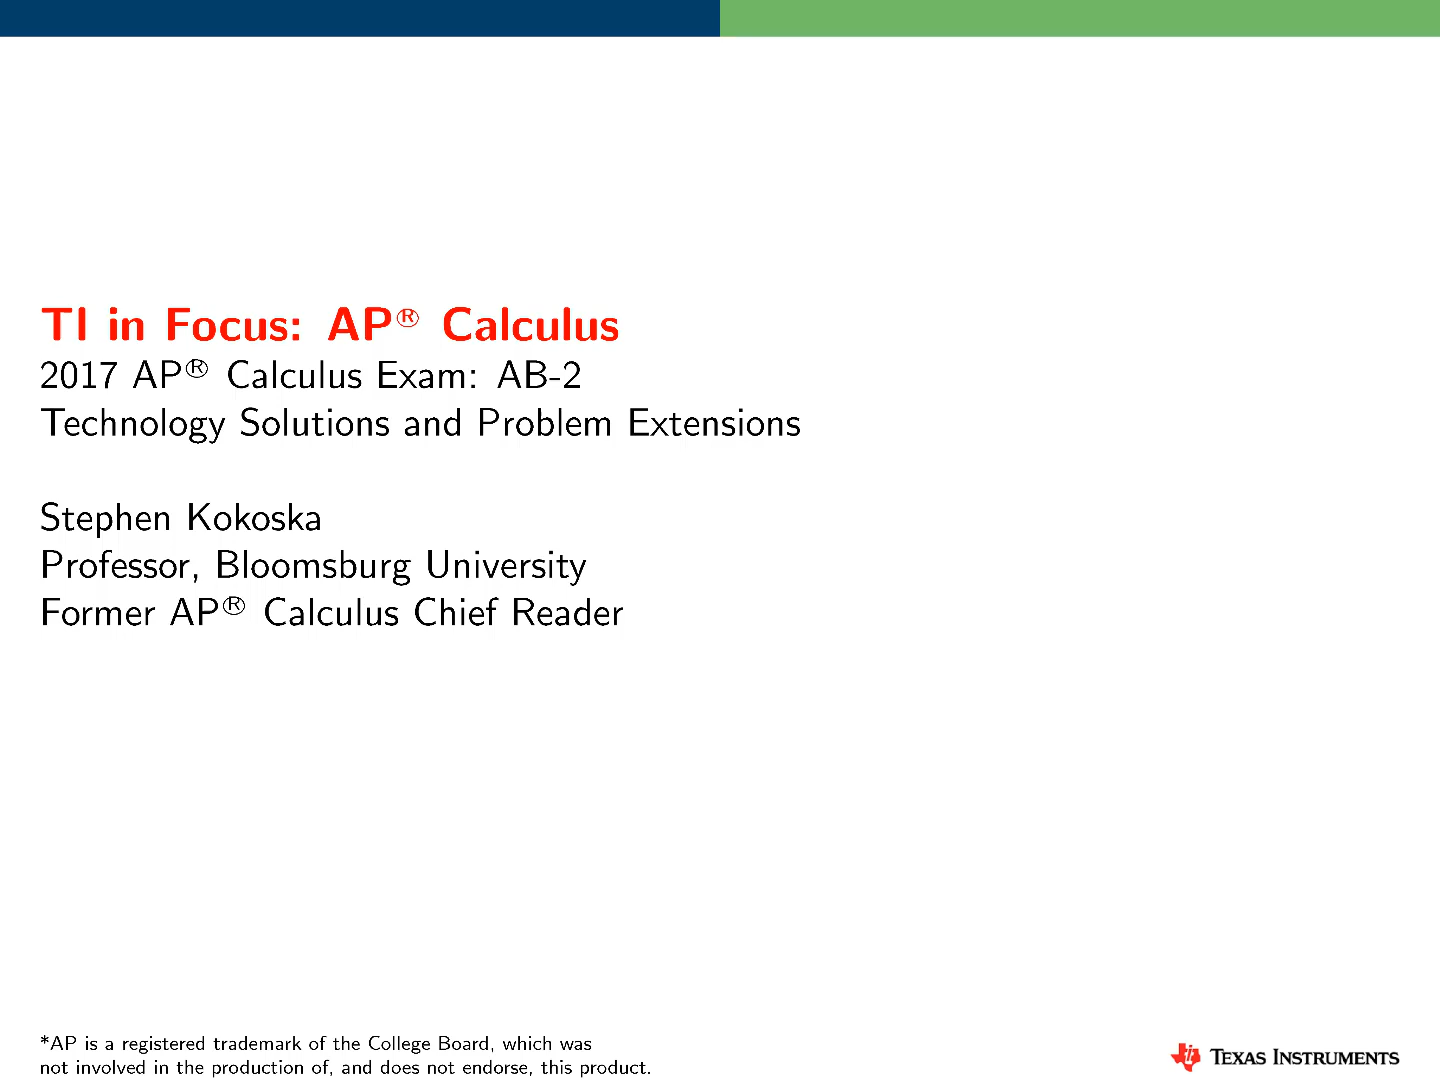 TI in Focus: AP® Calculus
2017 AP® Calculus Exam: AB-2
Technology Solutions and Problem Extensions
Stephen Kokoska
Professor, Bloomsburg University
Former AP® Calculus Chief Reader
*AP is a registered trademark of the College Board, which was
not involved in the production of, and does not endorse, this product.
TEXAS INSTRUMENTS